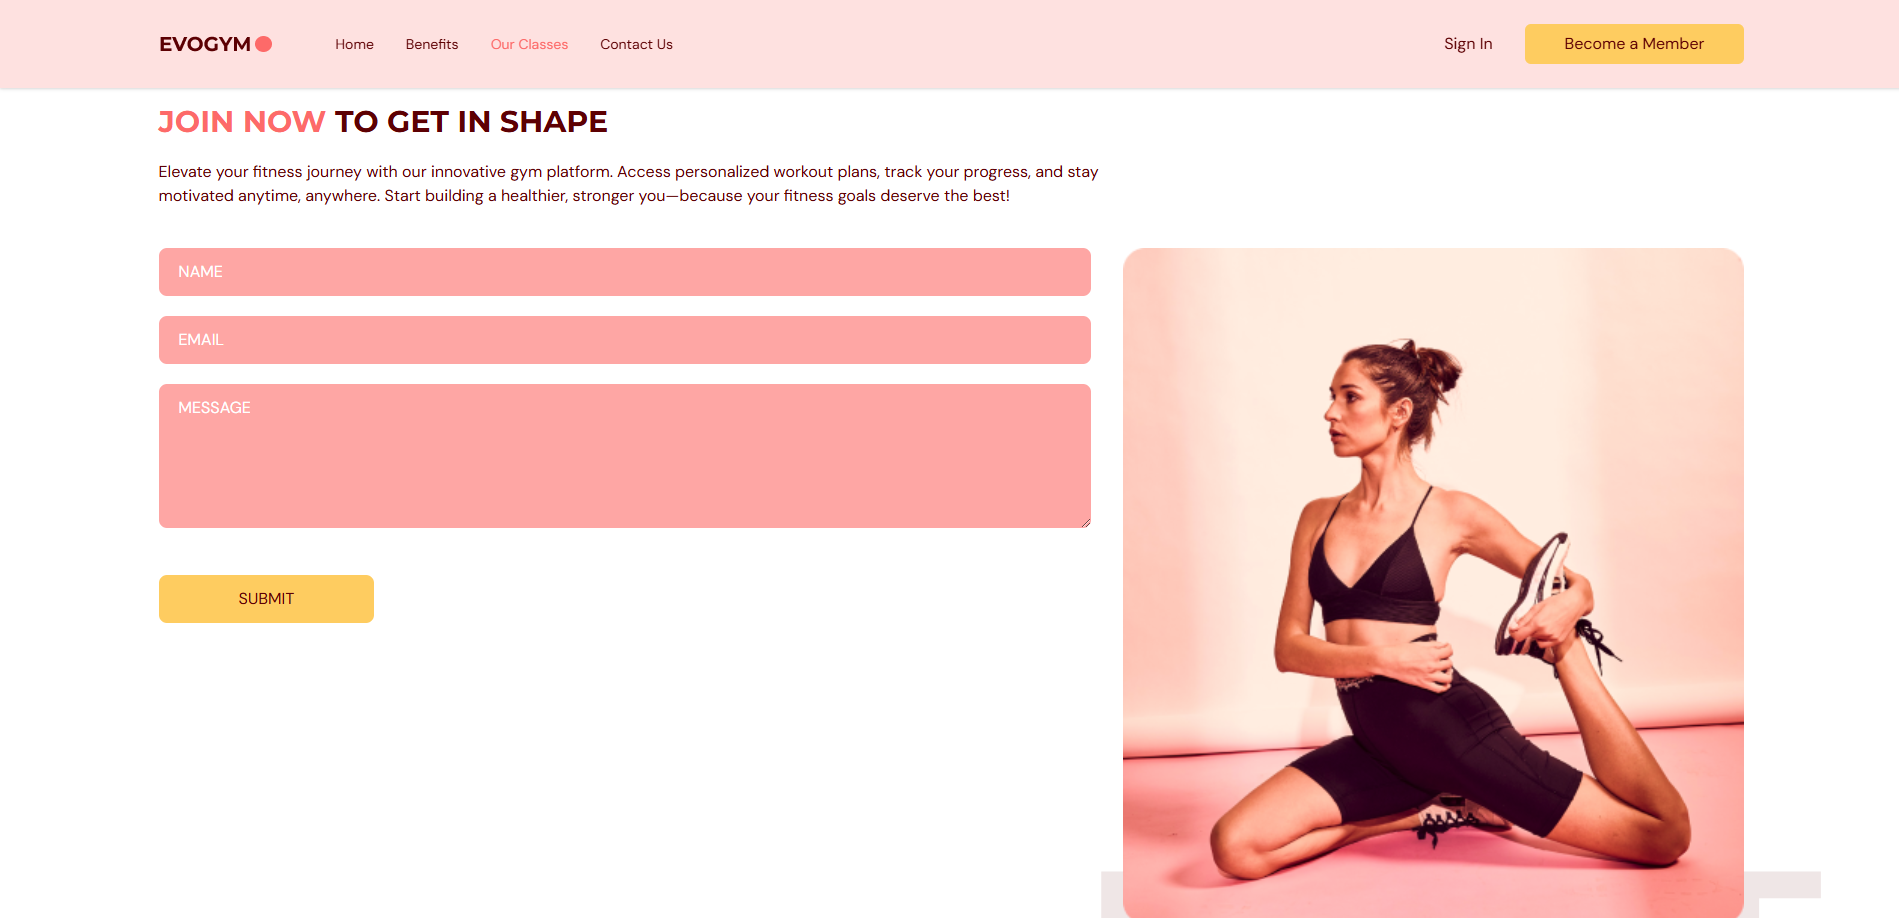 EVOGYM
Home
Benefits
Our Classes
Contact Us
Sign In
Become a Member
JOIN NOW TO GET IN SHAPE
Elevate your fitness journey with our innovative gym platform. Access personalized workout plans, track your progress, and stay
motivated anytime, anywhere. Start building a healthier, stronger you—because your fitness goals deserve the best!
NAME
EMAIL
MESSAGE
SUBMIT